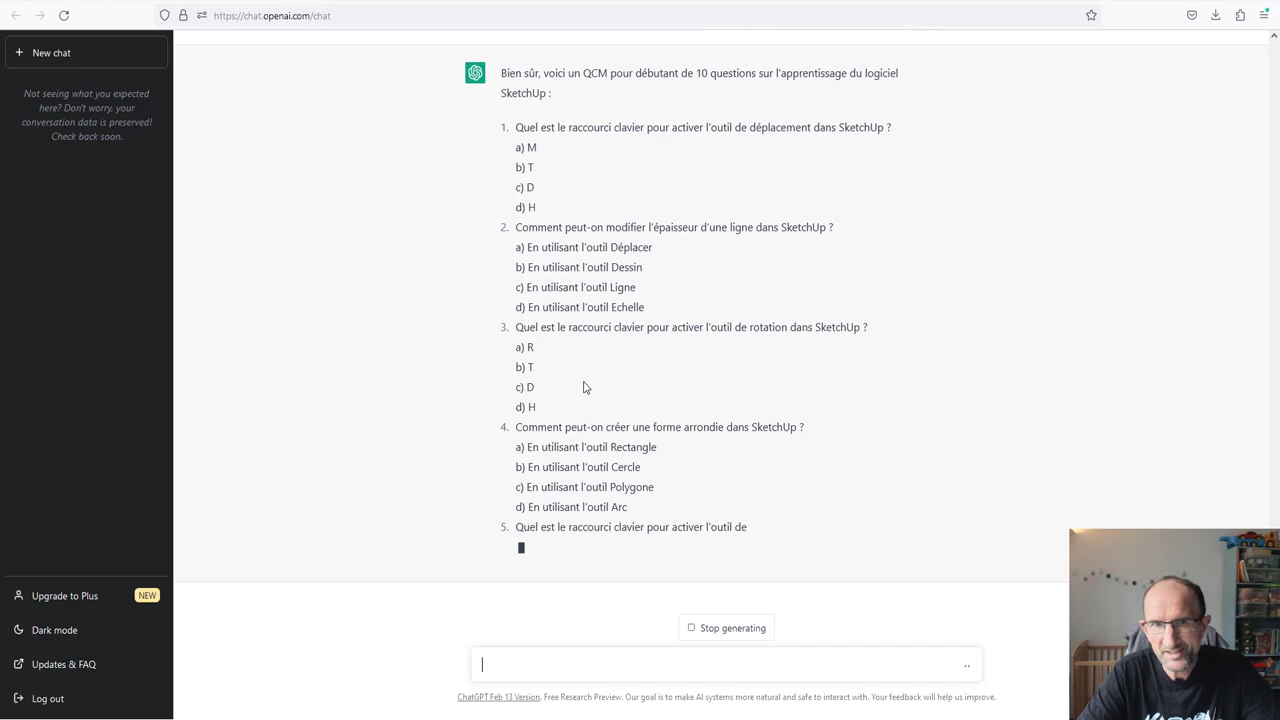 https://chat.openai.com/chat
+ New chat
Not seeing what you expected
here? Don't worry, your
conversation data is preserved!
Check back soon.
Upgrade to Plus NEW
Dark mode
Updates & FAQ
Log out
Bien sûr, voici un QCM pour débutant de 10 questions sur l'apprentissage du logiciel
SketchUp :
1. Quel est le raccourci clavier pour activer l'outil de déplacement dans SketchUp ?
a) M
b) T
c) D
d) H
2. Comment peut-on modifier l'épaisseur d'une ligne dans SketchUp ?
a) En utilisant l'outil Déplacer
b) En utilisant l'outil Dessin
c) En utilisant l'outil Ligne
d) En utilisant l'outil Echelle
3. Quel est le raccourci clavier pour activer l'outil de rotation dans SketchUp ?
a) R
b) T
c) D
d) H
4. Comment peut-on créer une forme arrondie dans SketchUp ?
a) En utilisant l'outil Rectangle
b) En utilisant l'outil Cercle
c) En utilisant l'outil Polygone
d) En utilisant l'outil Arc
5. Quel est le raccourci clavier pour activer l'outil de
Stop generating
ChatGPT Feb 13 Version. Free Research Preview. Our goal is to make AI systems more natural and safe to interact with. Your feedback will help us improve.